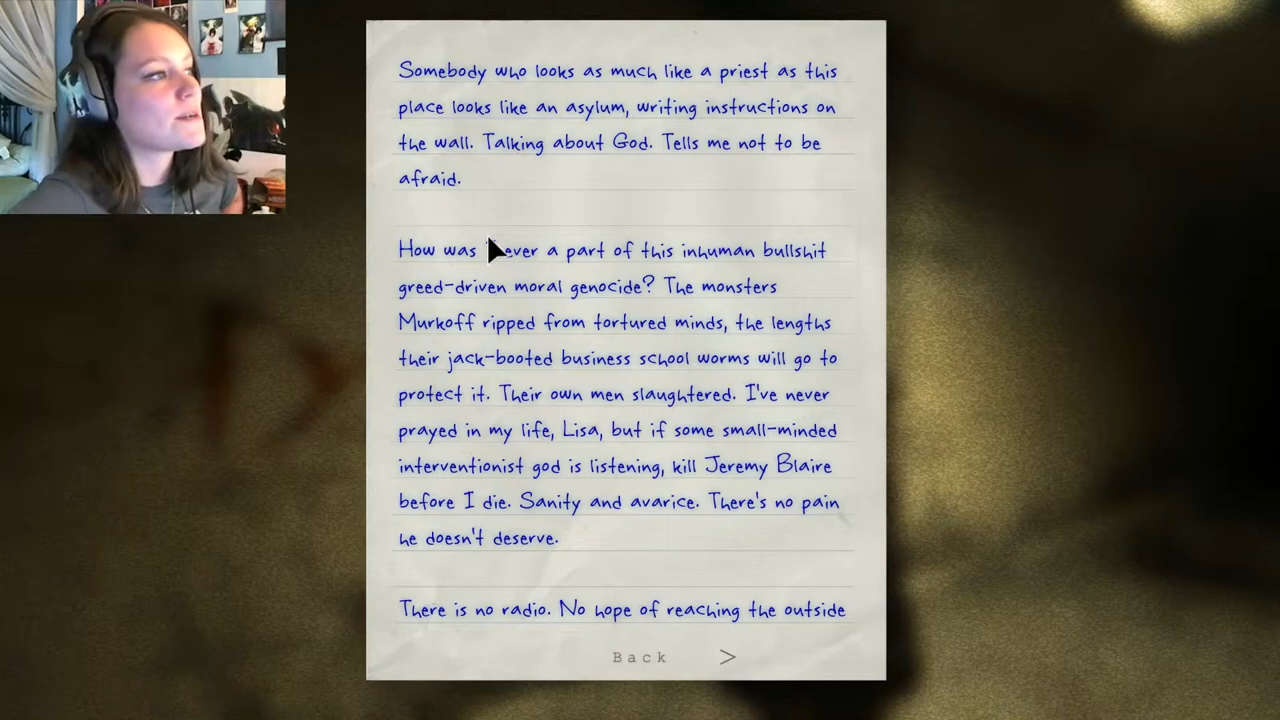 Somebody who looks as much like a priest as this
place looks like an asylum, writing instructions on
the wall. Talking about God. Tells me not to be
afraid.
How was ever a part of this inhuman bullshit
greed-driven moral genocide? The monsters
Murkoff ripped from tortured minds, the lengths
their jack-booted business school worms will go to
protect it. Their own men slaughtered. I've never
prayed in my life, Lisa, but if some small-minded
interventionist god is listening, kill Jeremy Blaire
before I die. Sanity and avarice. There's no pain
he doesn't deserve.
There is no radio. No hope of reaching the outside
Back >